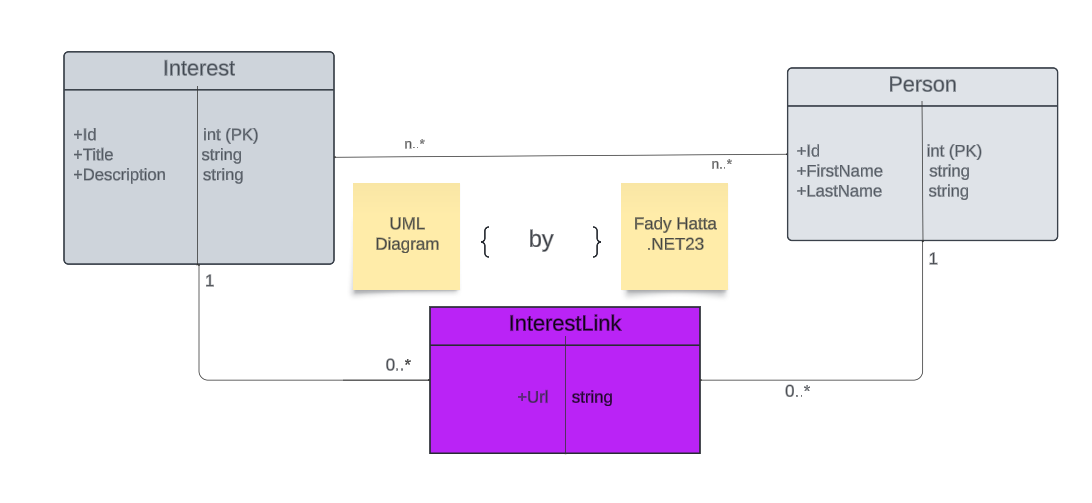 Interest
+Id int (PK)
+Title string
+Description string
Person
+Id int (PK)
+FirstName string
+LastName string
n..*
n..*
UML
Diagram
{ by }
Fady Hatta
.NET23
1
1
InterestLink
0..*
0..*
+Url string